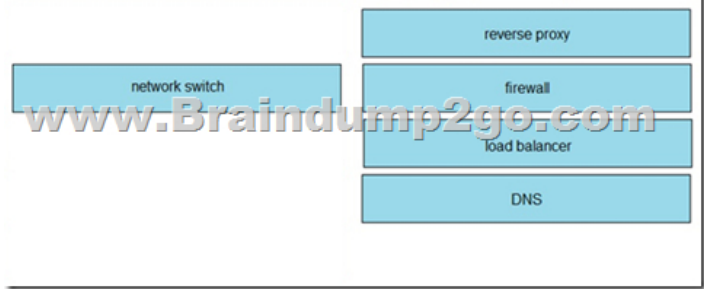 reverse proxy
network switch
firewall
www.Braindump2go.com
load balancer
DNS